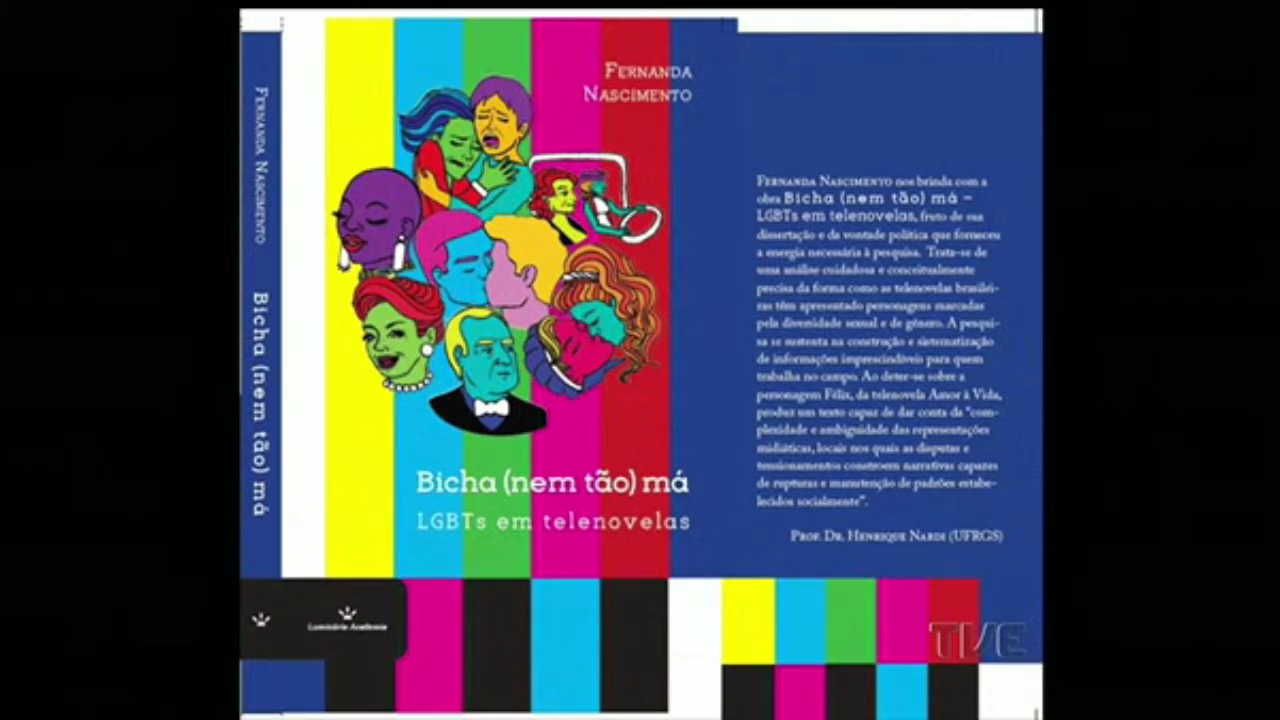 Fernanda Nascimento
Bicha (nem tão) má
Fernanda
Nascimento
Bicha (nem tão) má
LGBTs em telenovelas
Luminária Academia
Fernanda Nascimento nos brinda com a
obra Bicha (nem tão) má –
LGBTs em telenovelas, fruto de sua
dissertação e da vontade política que forneceu
a energia necessária à pesquisa. Trata-se de
uma análise cuidadosa e conceitualmente
precisa da forma como as telenovelas brasilei-
ras têm apresentado personagens marcadas
pela diversidade sexual e de gênero. A pesqui-
sa se sustenta na construção e sistematização
de informações imprescindíveis para quem
trabalha no campo. Ao deter-se sobre a
personagem Félix, da telenovela Amor à Vida,
produz um texto capaz de dar conta da “com-
plexidade e ambiguidade das representações
midiáticas, locais nos quais as disputas e
tensionamentos constroem narrativas capazes
de rupturas e manutenção de padrões estabe-
lecidos socialmente”.
Prof. Dr. Henrique Nardi (UFRGS)
TVE